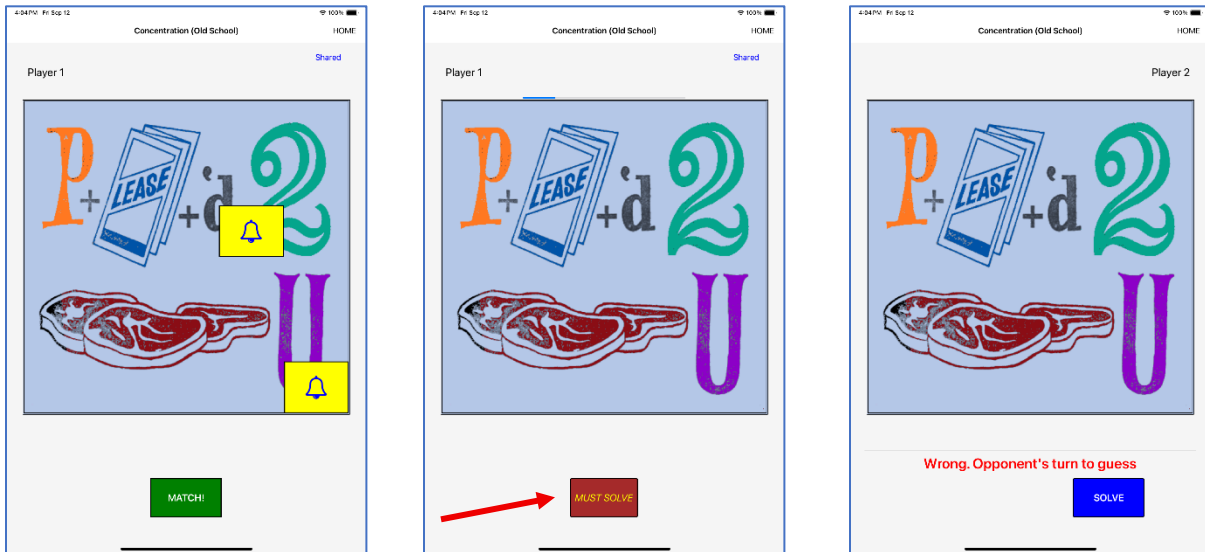 4:04 PM Fri Sep 12 100%
Concentration (Old School) HOME
Shared
Player 1
P + LEASE + 'd 2
U
MATCH!
4:04 PM Fri Sep 12 100%
Concentration (Old School) HOME
Shared
Player 1
P + LEASE + 'd 2
U
MUST SOLVE
4:04 PM Fri Sep 12 100%
Concentration (Old School) HOME
Player 2
P + LEASE + 'd 2
U
Wrong. Opponent's turn to guess
SOLVE